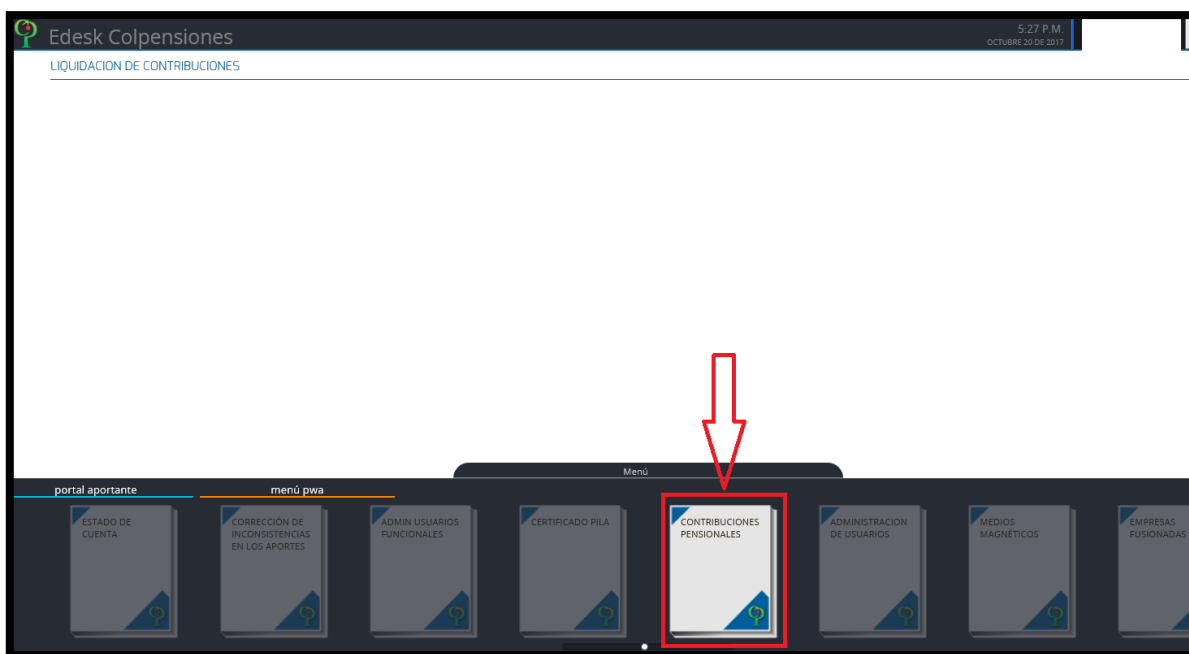 Edesk Colpensiones
5:27 P.M.
OCTUBRE 20 DE 2017
LIQUIDACION DE CONTRIBUCIONES
Menú
portal aportante
menú pwa
ESTADO DE
CUENTA
CORRECCIÓN DE
INCONSISTENCIAS
EN LOS APORTES
ADMIN USUARIOS
FUNCIONALES
CERTIFICADO PILA
CONTRIBUCIONES
PENSIONALES
ADMINISTRACION
DE USUARIOS
MEDIOS
MAGNÉTICOS
EMPRESAS
FUSIONADAS